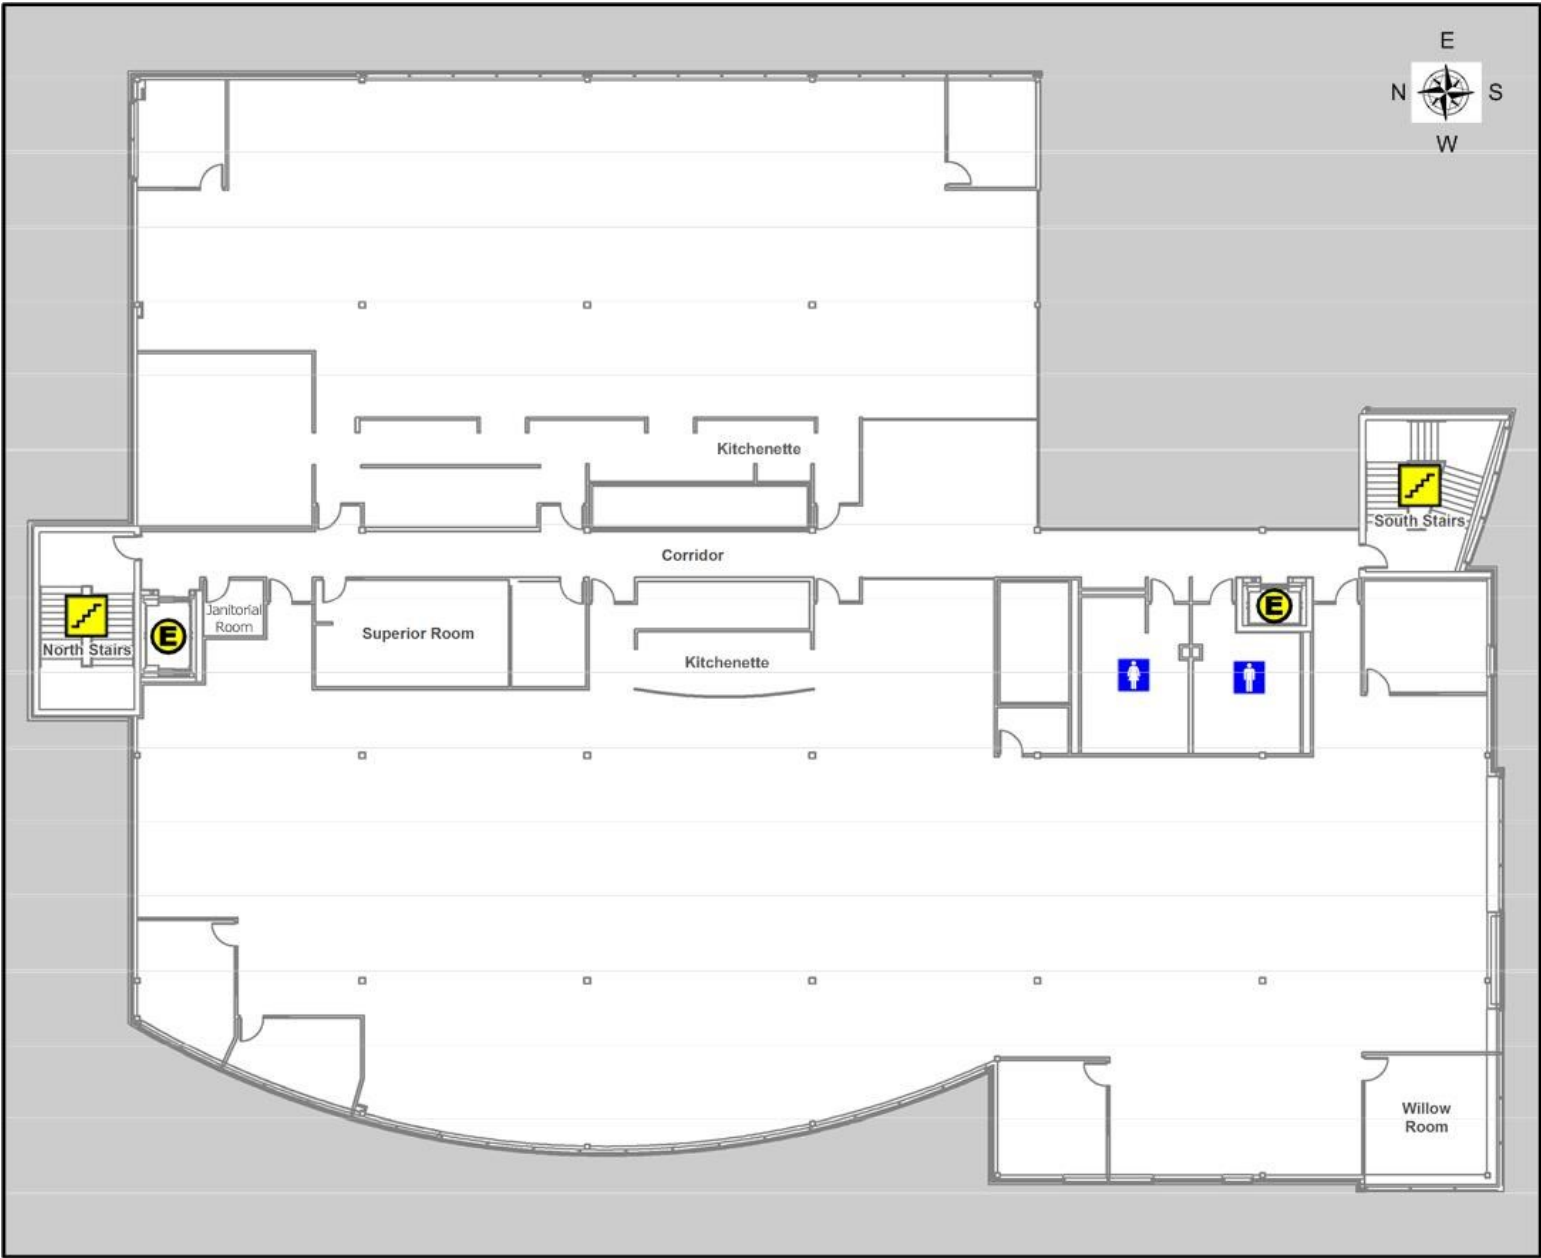 E
N S
W
Kitchenette
South Stairs
Corridor
E
Janitorial
Room
E
Superior Room
North Stairs
Kitchenette
Willow
Room